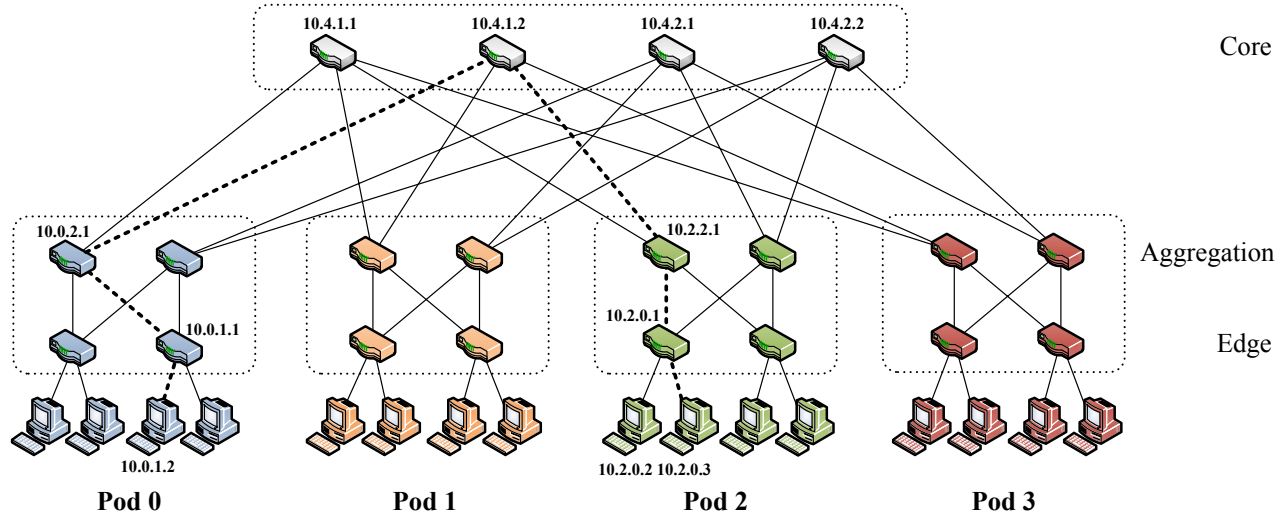 10.4.1.1 10.4.1.2 10.4.2.1 10.4.2.2
Core
10.0.2.1 10.2.2.1
Aggregation
10.0.1.1 10.2.0.1
Edge
10.0.1.2 10.2.0.2 10.2.0.3
Pod 0 Pod 1 Pod 2 Pod 3